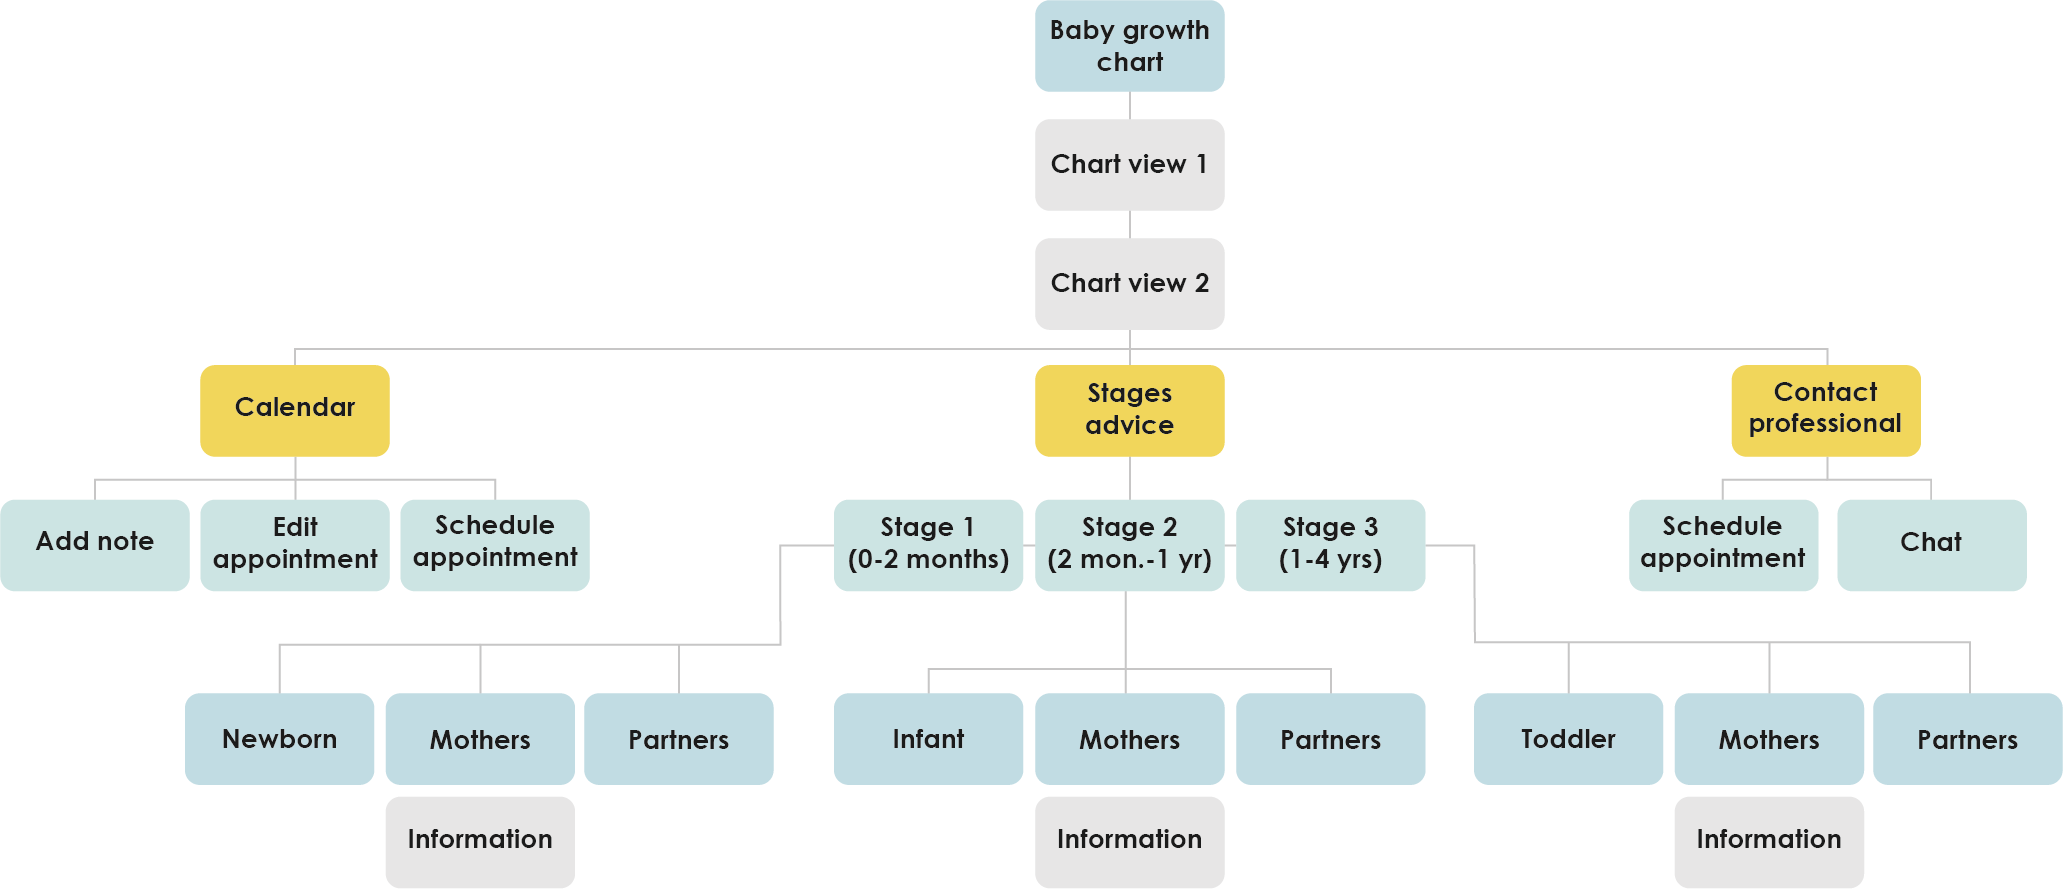 Baby growth
chart
Chart view 1
Chart view 2
Calendar
Stages
advice
Contact
professional
Add note
Edit
appointment
Schedule
appointment
Stage 1
(0-2 months)
Stage 2
(2 mon.-1 yr)
Stage 3
(1-4 yrs)
Schedule
appointment
Chat
Newborn
Mothers
Partners
Infant
Mothers
Partners
Toddler
Mothers
Partners
Information
Information
Information